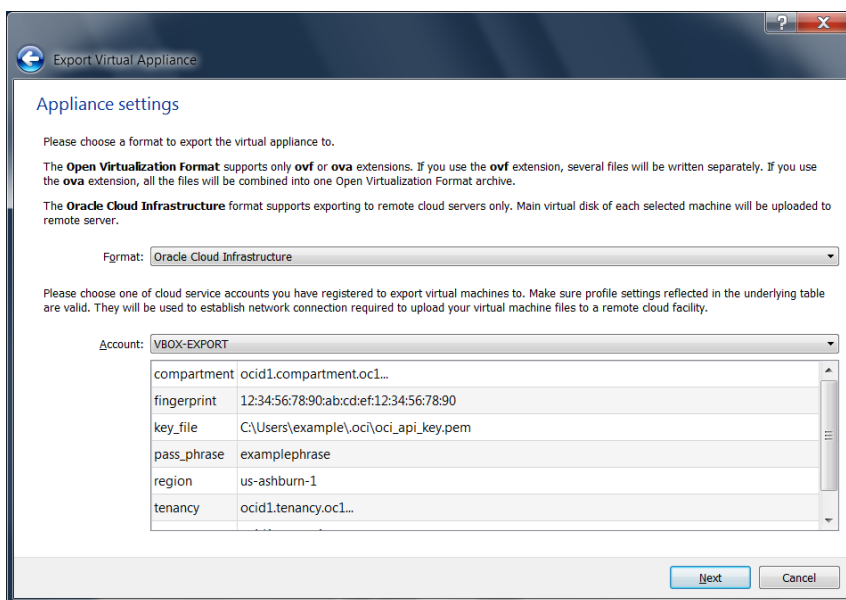 Export Virtual Appliance
Appliance settings
Please choose a format to export the virtual appliance to.
The Open Virtualization Format supports only ovf or ova extensions. If you use the ovf extension, several files will be written separately. If you use
the ova extension, all the files will be combined into one Open Virtualization Format archive.
The Oracle Cloud Infrastructure format supports exporting to remote cloud servers only. Main virtual disk of each selected machine will be uploaded to
remote server.
Format: Oracle Cloud Infrastructure
Please choose one of cloud service accounts you have registered to export virtual machines to. Make sure profile settings reflected in the underlying table
are valid. They will be used to establish network connection required to upload your virtual machine files to a remote cloud facility.
Account: VBOX-EXPORT
compartment ocid1.compartment.oc1...
fingerprint 12:34:56:78:90:ab:cd:ef:12:34:56:78:90
key_file C:\Users\example\.oci\oci_api_key.pem
pass_phrase examplephrase
region us-ashburn-1
tenancy ocid1.tenancy.oc1...
Next Cancel